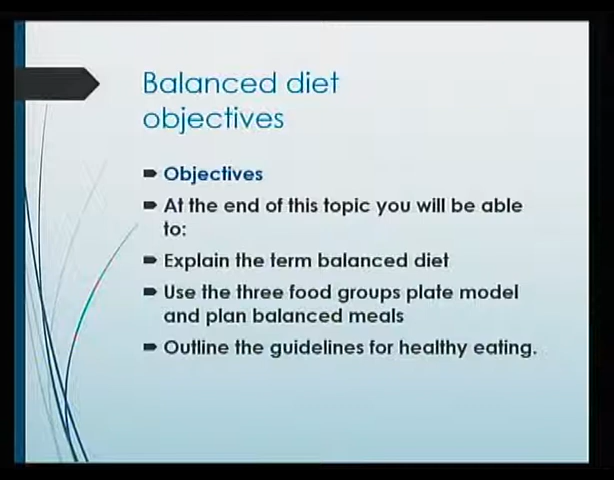 Balanced diet
objectives
Objectives
At the end of this topic you will be able
to:
Explain the term balanced diet
Use the three food groups plate model
and plan balanced meals
Outline the guidelines for healthy eating.